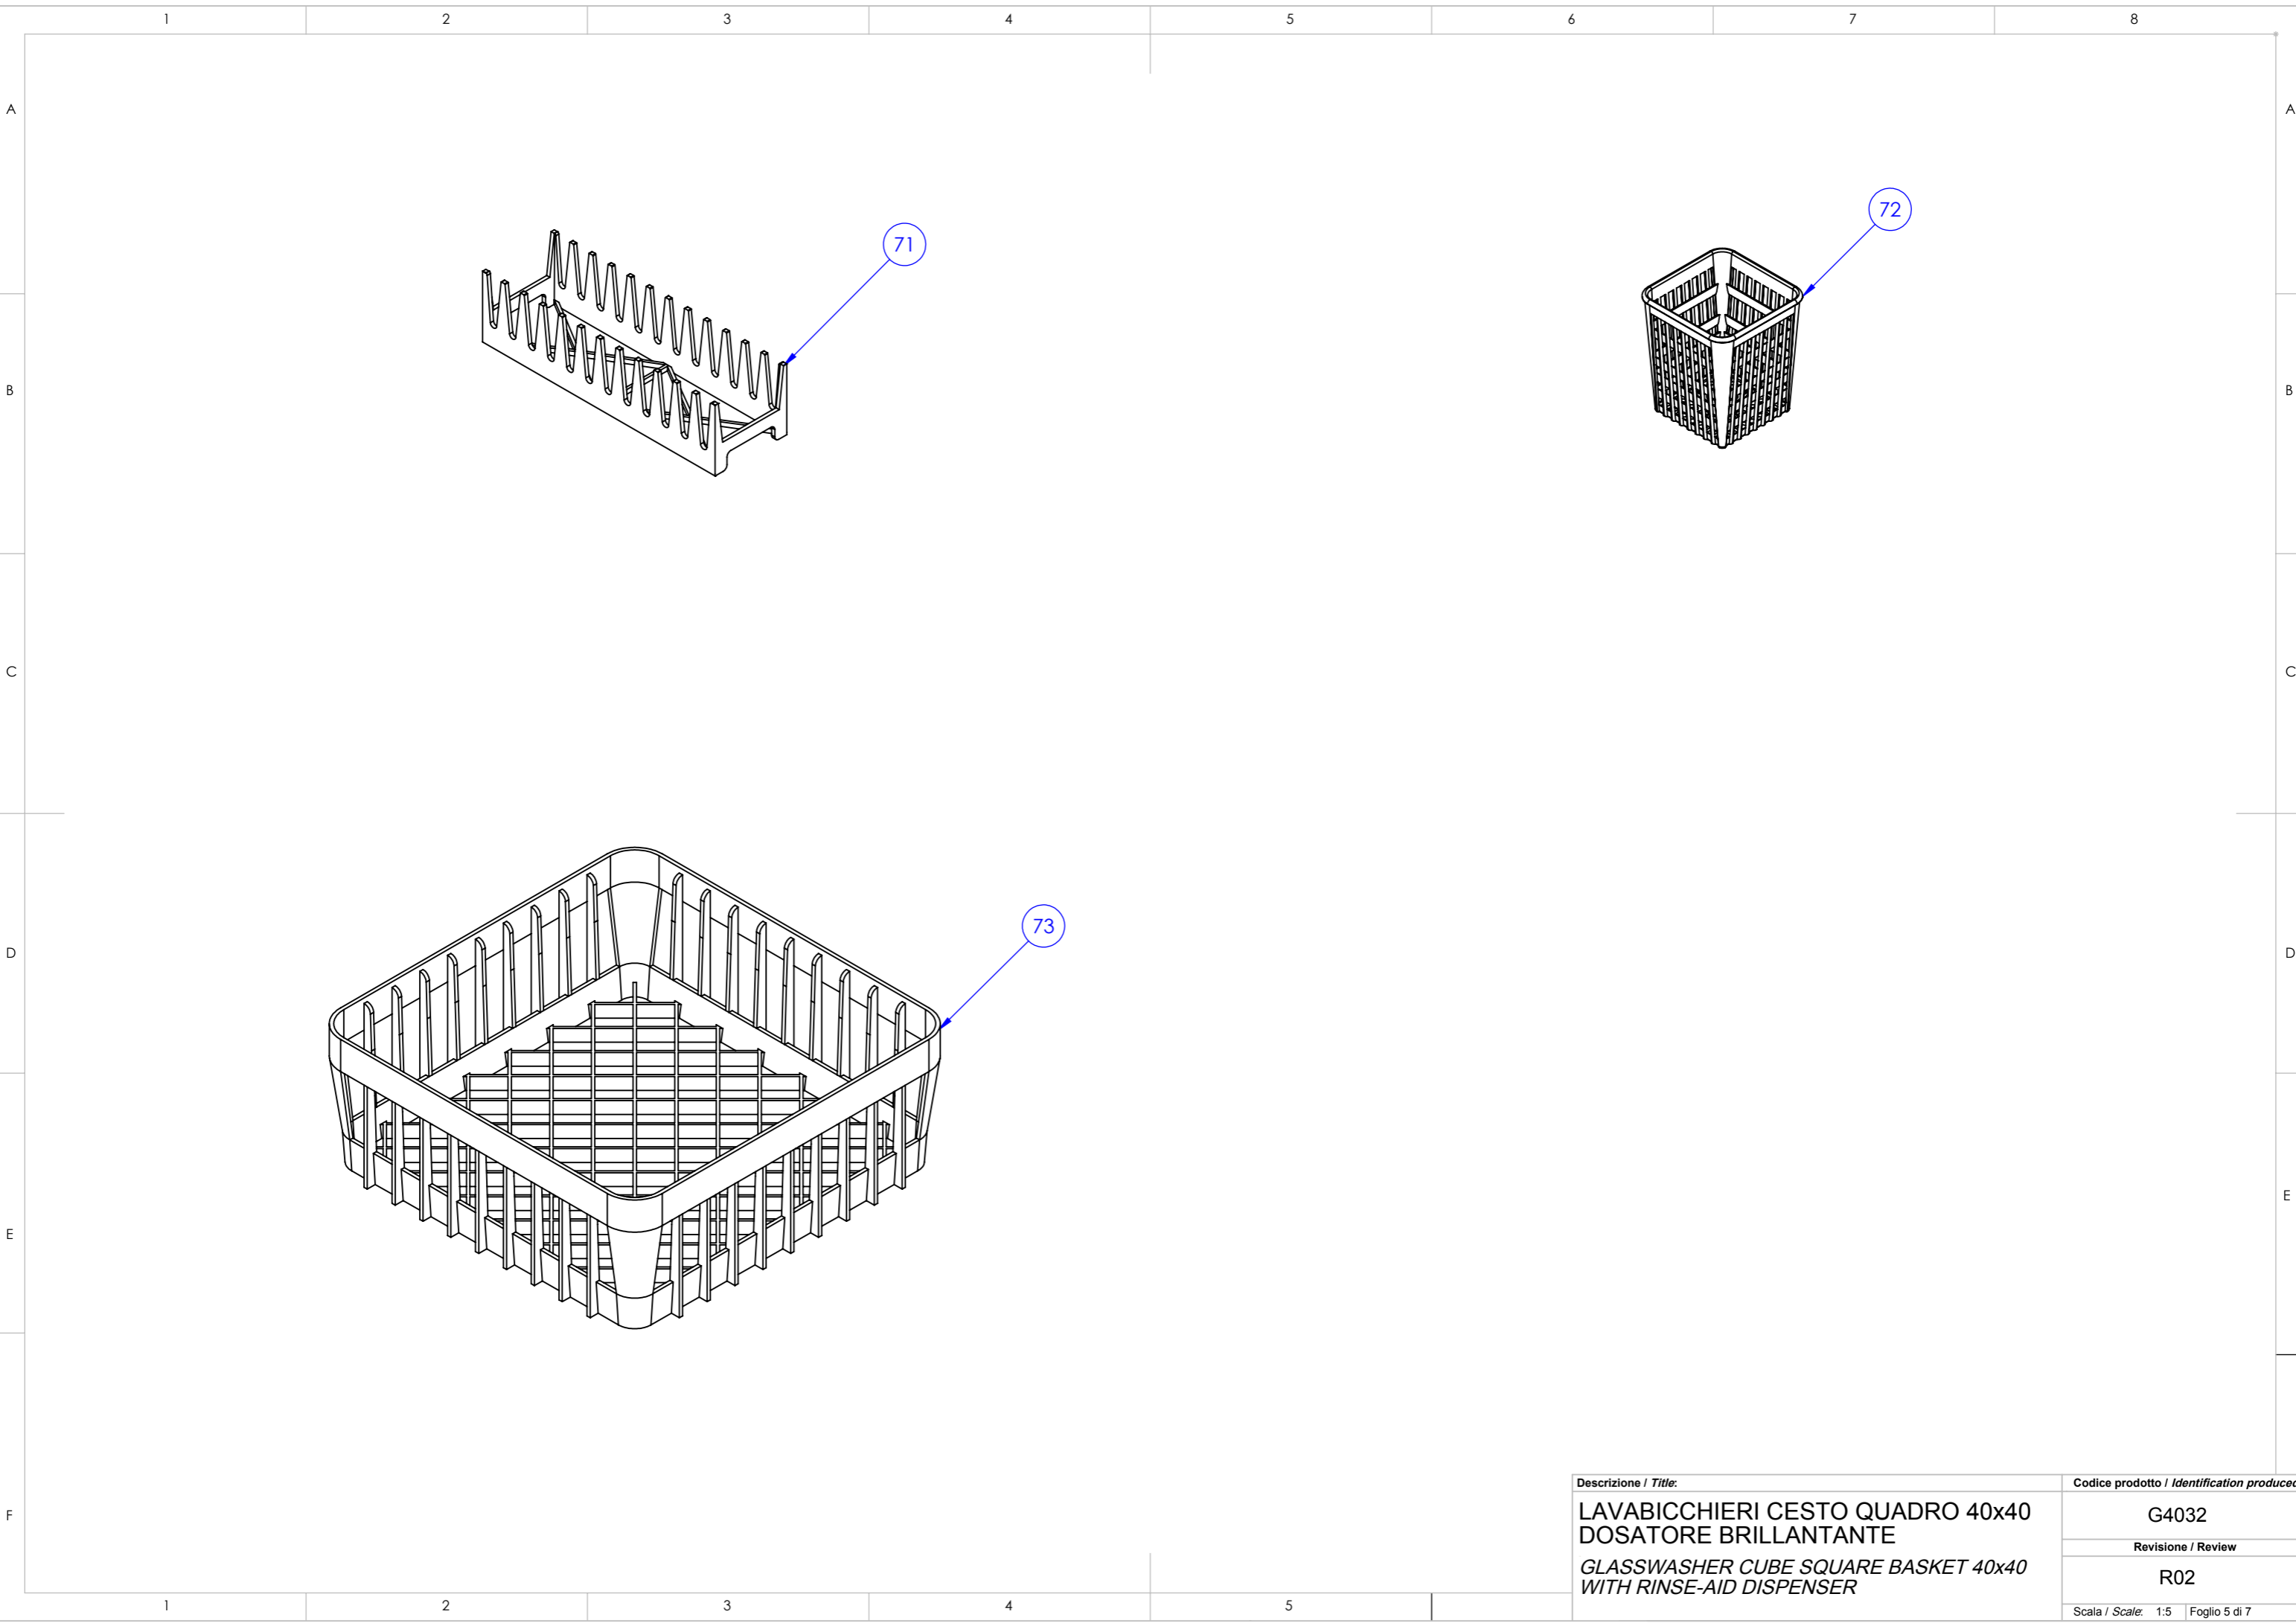 1 2 3 4 5 6 7 8
A A
72
71
B B
C C
73
D D
E
E
Descrizione / Title:
Codice prodotto / Identification produced
LAVABICCHIERI CESTO QUADRO 40x40
DOSATORE BRILLANTANTE
G4032
F
Revisione / Review
GLASSWASHER CUBE SQUARE BASKET 40x40
WITH RINSE-AID DISPENSER
R02
Scala / Scale: 1:5 Foglio 5 di 7
1 2 3 4 5